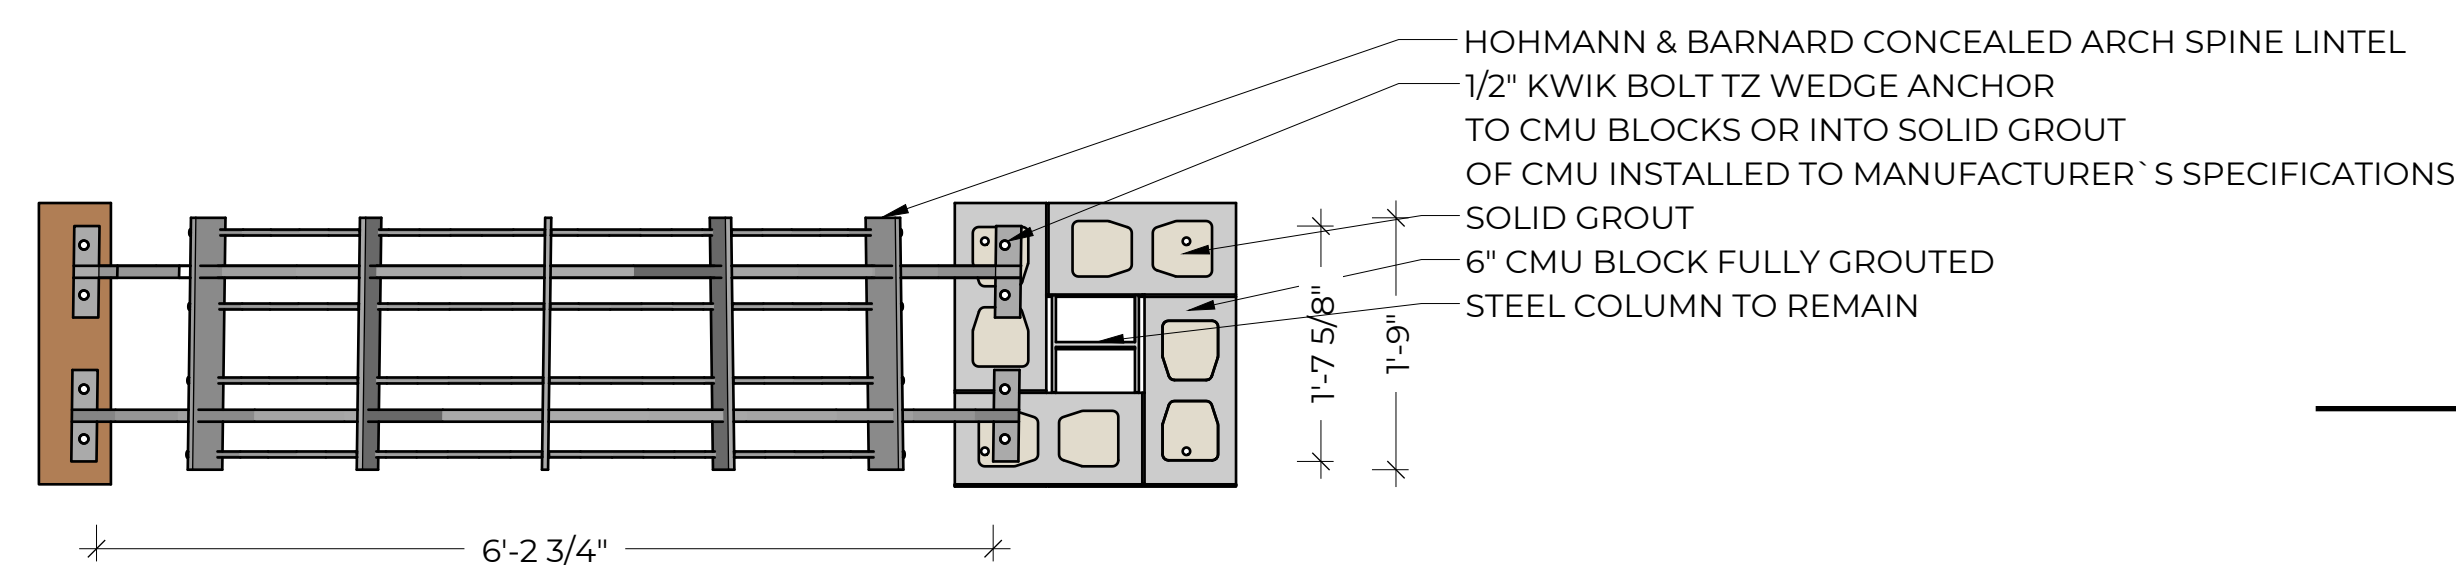 HOHMANN & BARNARD CONCEALED ARCH SPINE LINTEL
1/2" KWIK BOLT TZ WEDGE ANCHOR
TO CMU BLOCKS OR INTO SOLID GROUT
OF CMU INSTALLED TO MANUFACTURER`S SPECIFICATIONS
SOLID GROUT
6" CMU BLOCK FULLY GROUTED
STEEL COLUMN TO REMAIN
1'-7 5/8"
1'-9"
6'-2 3/4"